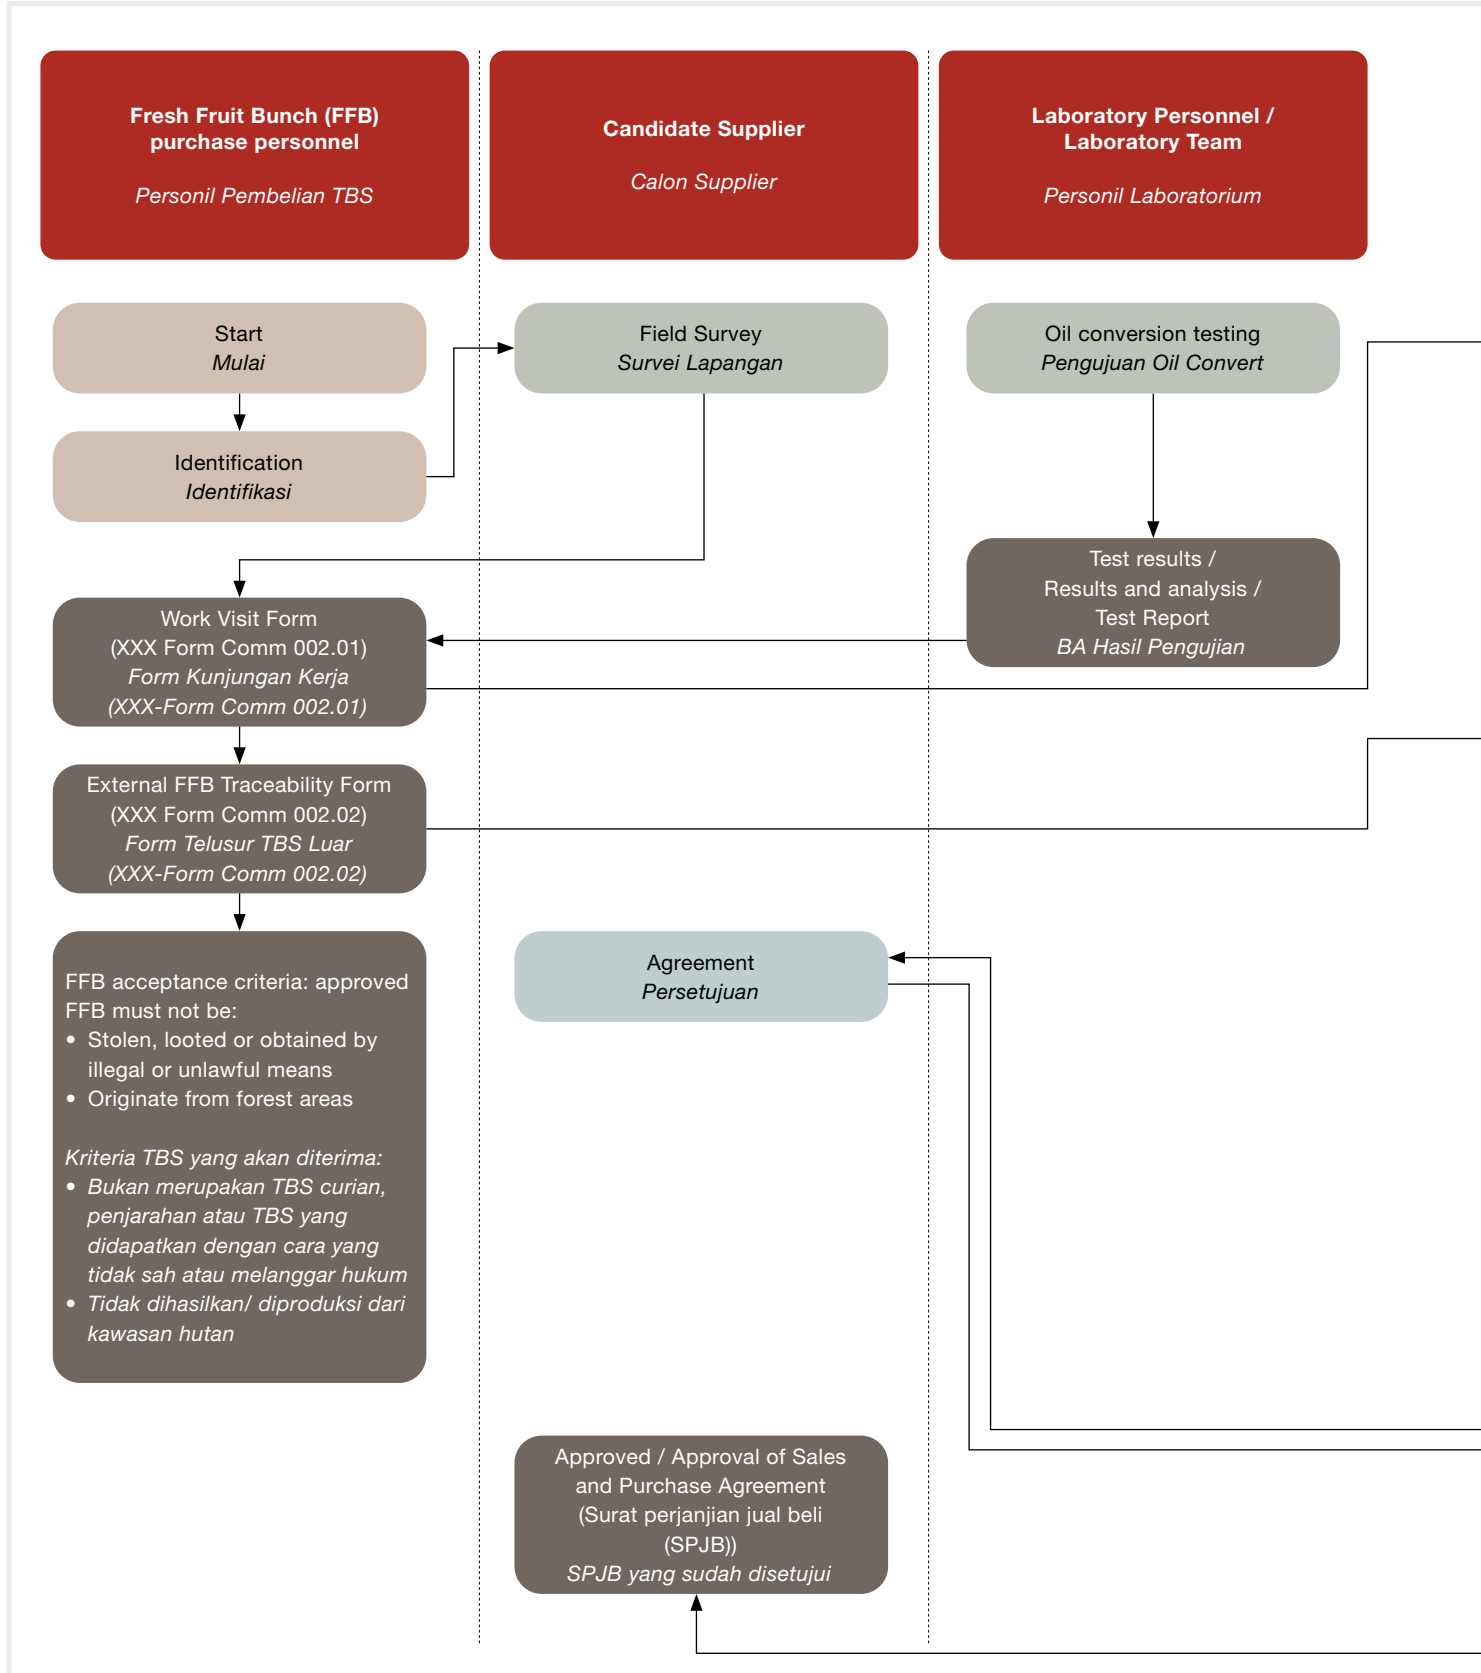 Fresh Fruit Bunch (FFB)
purchase personnel
Personil Pembelian TBS
Candidate Supplier
Calon Supplier
Laboratory Personnel /
Laboratory Team
Personil Laboratorium
Start
Mulai
Identification
Identifikasi
Field Survey
Survei Lapangan
Oil conversion testing
Pengujuan Oil Convert
Test results /
Results and analysis /
Test Report
BA Hasil Pengujian
Work Visit Form
(XXX Form Comm 002.01)
Form Kunjungan Kerja
(XXX-Form Comm 002.01)
External FFB Traceability Form
(XXX Form Comm 002.02)
Form Telusur TBS Luar
(XXX-Form Comm 002.02)
FFB acceptance criteria: approved
FFB must not be:
• Stolen, looted or obtained by
illegal or unlawful means
• Originate from forest areas
Kriteria TBS yang akan diterima:
• Bukan merupakan TBS curian,
penjarahan atau TBS yang
didapatkan dengan cara yang
tidak sah atau melanggar hukum
• Tidak dihasilkan/ diproduksi dari
kawasan hutan
Agreement
Persetujuan
Approved / Approval of Sales
and Purchase Agreement
(Surat perjanjian jual beli
(SPJB))
SPJB yang sudah disetujui